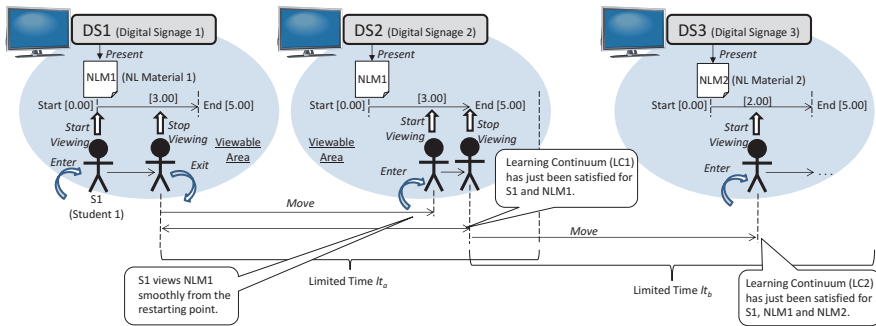 DS1 (Digital Signage 1)
DS2 (Digital Signage 2)
DS3 (Digital Signage 3)
Present
Present
Present
NLM1
(NL Material 1)
NLM1
NLM2
(NL Material 2)
Start [0.00]
[3.00]
End [5.00]
Start [0.00]
[3.00]
End [5.00]
Start [0.00]
[2.00]
End [5.00]
Start
Viewing
Stop
Viewing
Viewable
Area
Viewable
Area
Start
Viewing
Stop
Viewing
Start
Viewing
Enter
Exit
Enter
Enter
...
S1
(Student 1)
Learning Continuum (LC1)
has just been satisfied for
S1 and NLM1.
Move
Move
S1 views NLM1
smoothly from the
restarting point.
Limited Time lta
Limited Time ltb
Learning Continuum (LC2)
has just been satisfied for
S1, NLM1 and NLM2.